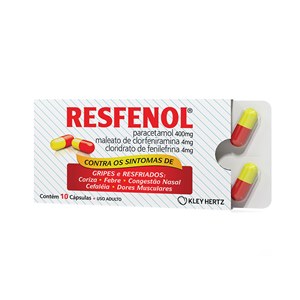 RESFENOL®
paracetamol 400mg
maleato de clorfeniramina 4mg
cloridrato de fenilefrina 4mg
CONTRA OS SINTOMAS DE
GRIPES e RESFRIADOS:
Coriza • Febre • Congestão Nasal
Cefaléia • Dores Musculares
Contém 10 Cápsulas • USO ADULTO
KLEY HERTZ